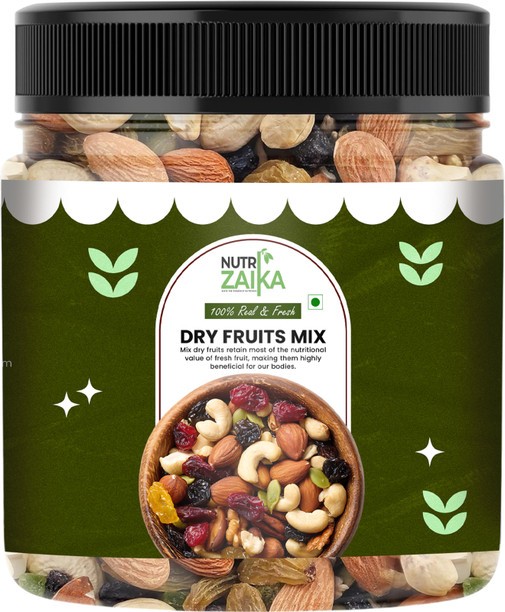 NUTRI
ZAIKA
100% Real & Fresh
DRY FRUITS MIX
Mix dry fruits retain most of the nutritional
value of fresh fruit, making them highly
beneficial for our bodies.
m